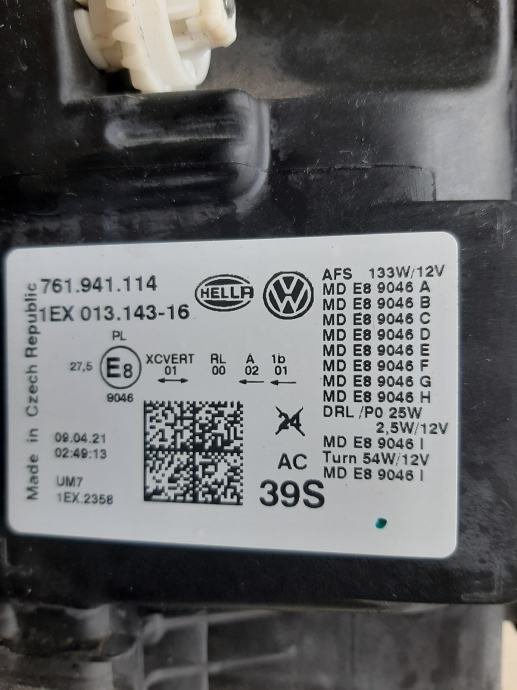 761.941.114
1EX 013.143-16
HELLA
VW
Made in Czech Republic
PL
27,5 E8 XCVERT RL A 1b
01 00 02 01
9046
09.04.21
02:49:13
UM7
1EX.2358
24
AC
39S
AFS 133W/12V
MD E8 9046 A
MD E8 9046 B
MD E8 9046 C
MD E8 9046 D
MD E8 9046 E
MD E8 9046 F
MD E8 9046 G
MD E8 9046 H
DRL /P0 25W
2,5W/12V
MD E8 9046 I
Turn 54W/12V
MD E8 9046 I